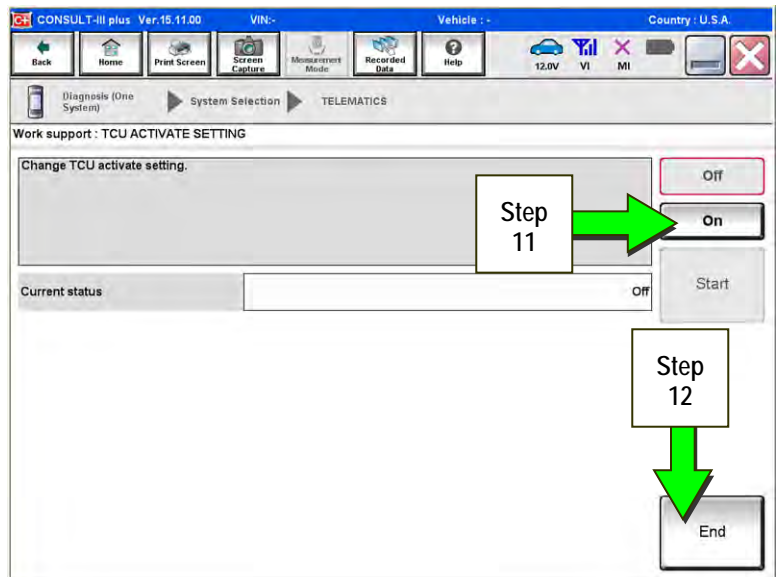 C+ CONSULT-III plus Ver.15.11.00 VIN:- Vehicle : - Country : U.S.A.
Back
Home
Print Screen
Screen
Capture
Measurement
Mode
Recorded
Data
Help
12.0V VI MI
Diagnosis (One
System)
System Selection
TELEMATICS
Work support : TCU ACTIVATE SETTING
Change TCU activate setting.
Off
Step
11
On
Current status
Off
Start
Step
12
End